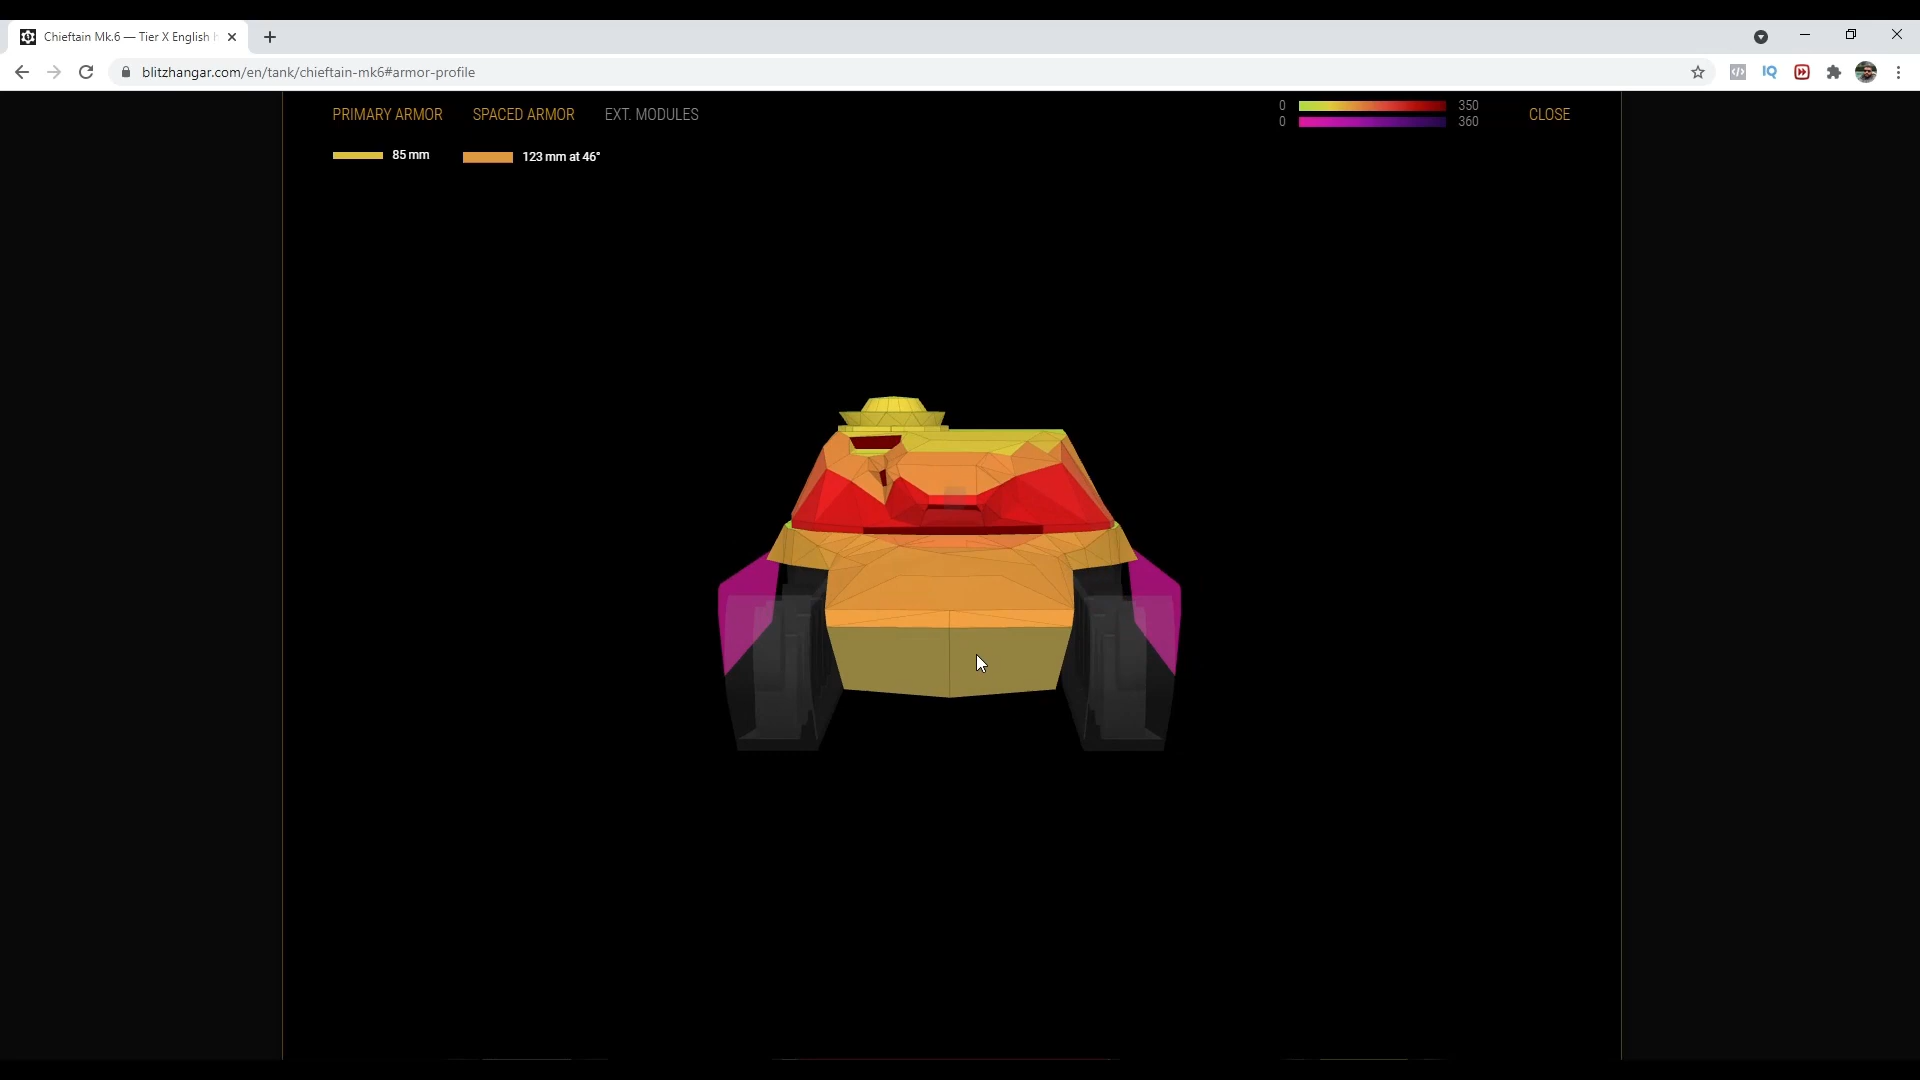 Chieftain Mk.6 — Tier X English
blitzhangar.com/en/tank/chieftain-mk6#armor-profile
IQ
PRIMARY ARMOR SPACED ARMOR EXT. MODULES
0 350
0 360
CLOSE
85 mm 123 mm at 46°